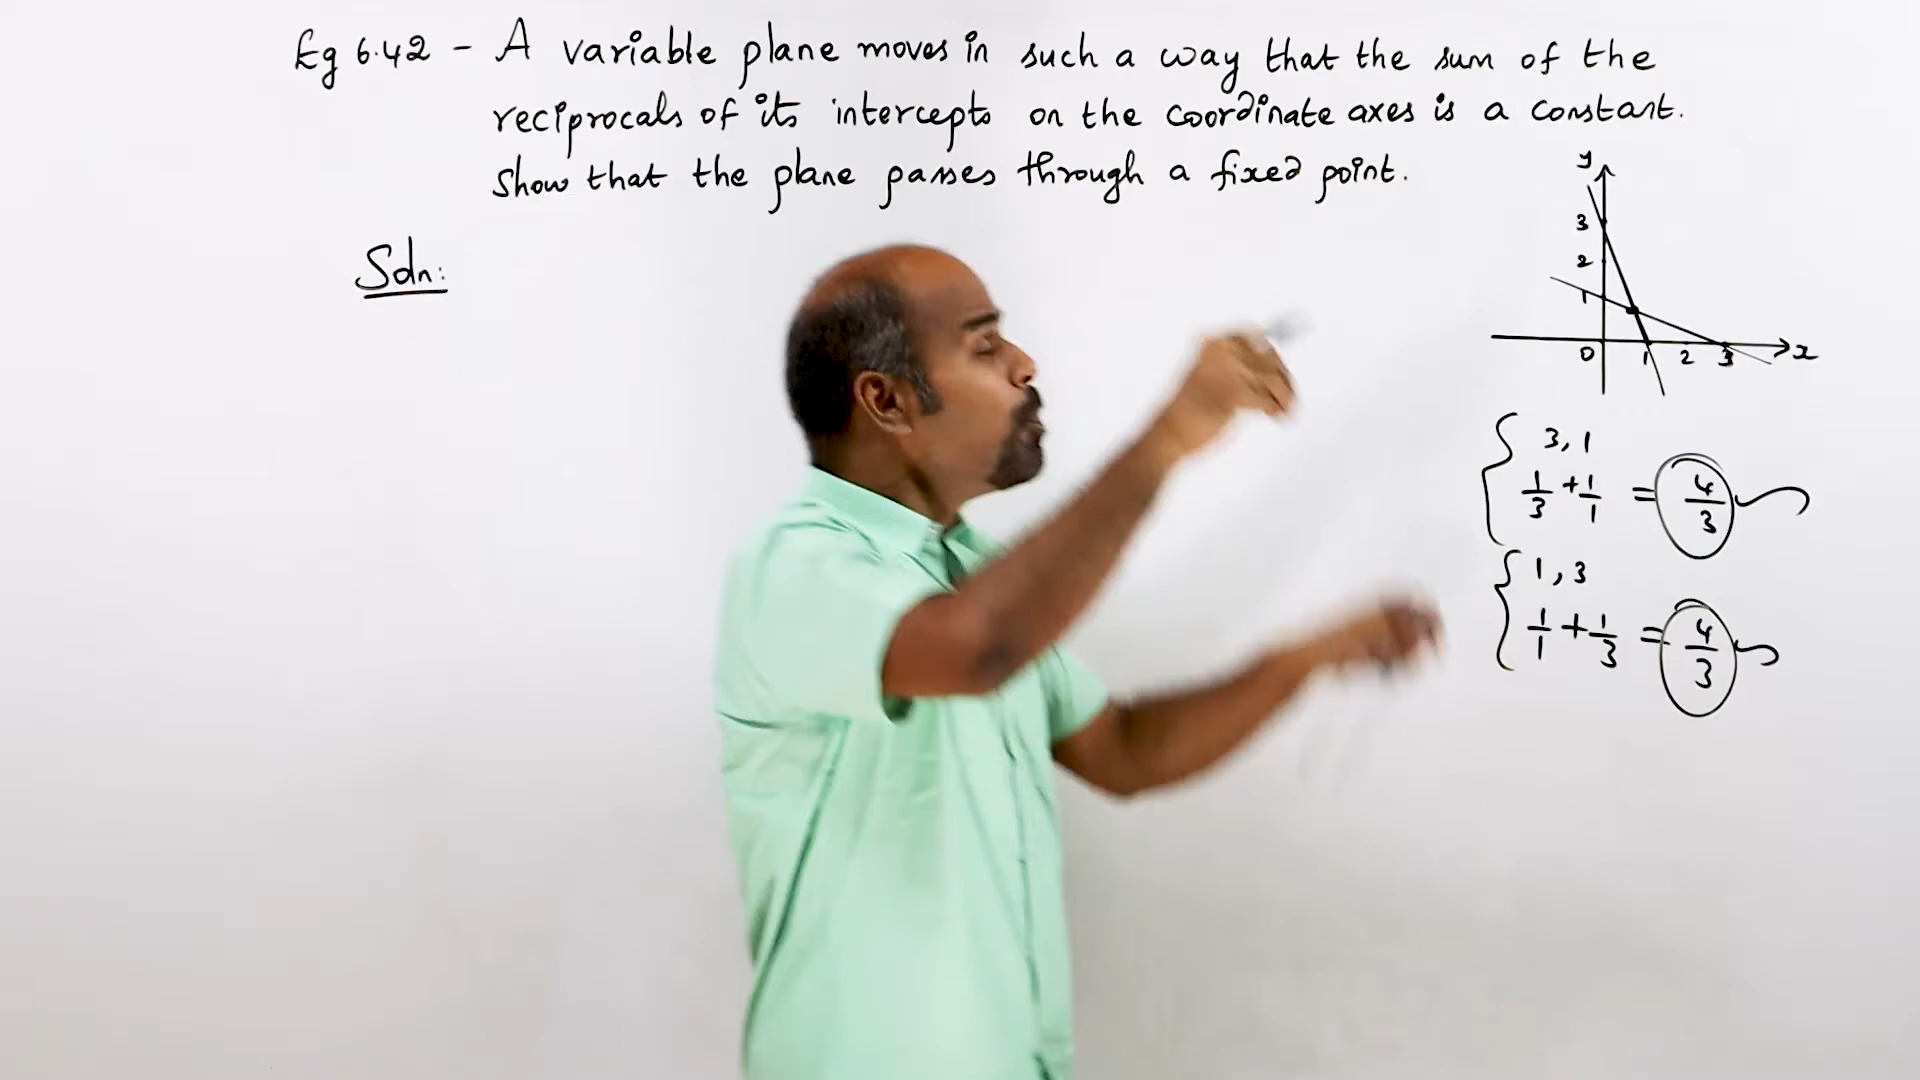 Eg 6.42 - A variable plane moves in such a way that the sum of the
reciprocals of its intercepts on the coordinate axes is a constant.
Show that the plane passes through a fixed point.
Soln:
y
3
2
1
0 1 2 3 x
3, 1
1/3 + 1/1 = 4/3
1, 3
1/1 + 1/3 = 4/3